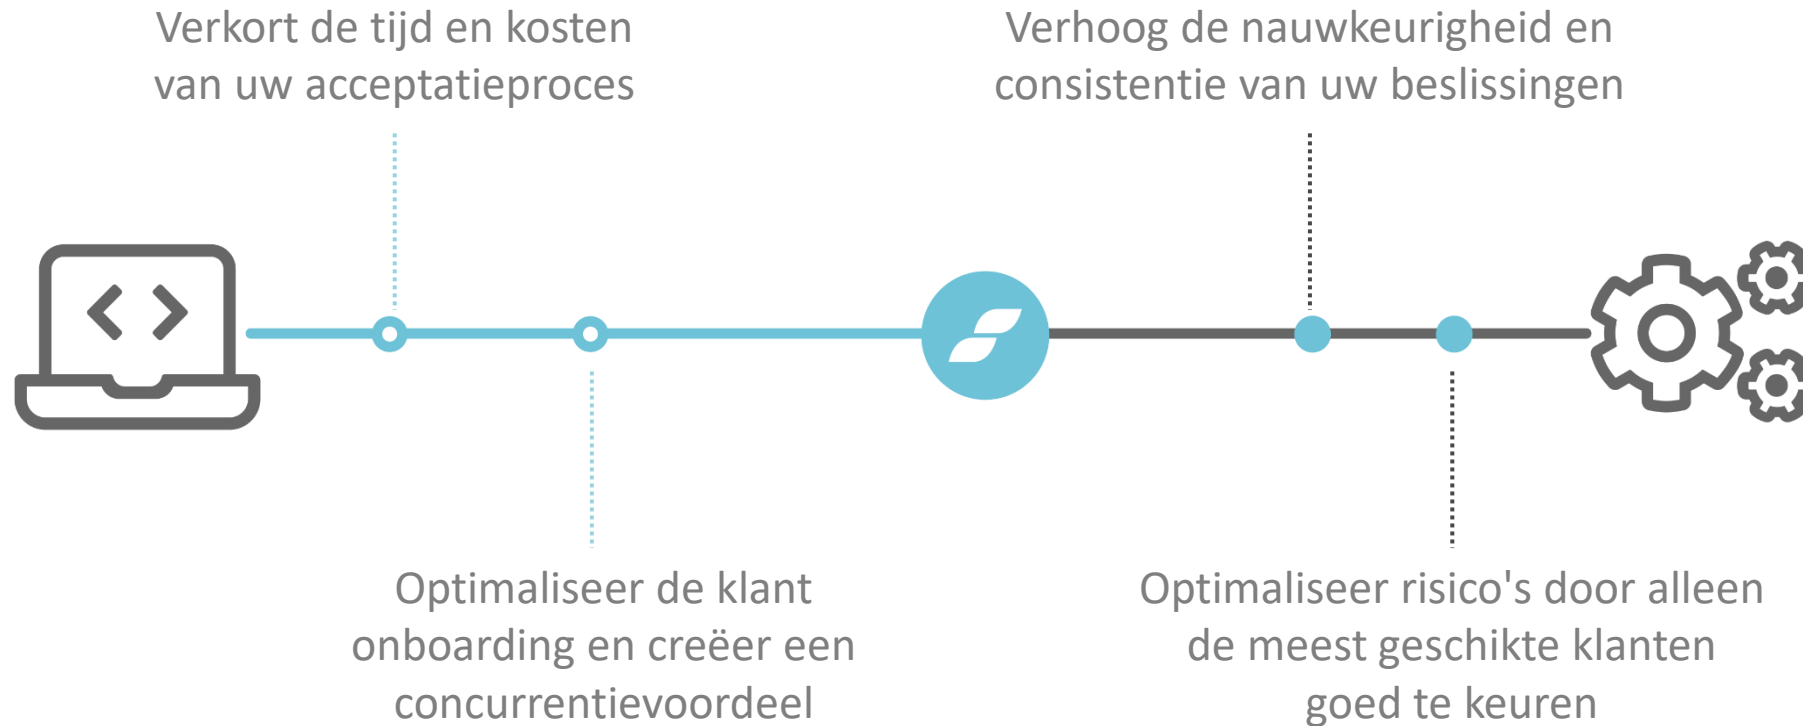 Verkort de tijd en kosten
van uw acceptatieproces
Verhoog de nauwkeurigheid en
consistentie van uw beslissingen
Optimaliseer de klant
onboarding en creëer een
concurrentievoordeel
Optimaliseer risico's door alleen
de meest geschikte klanten
goed te keuren